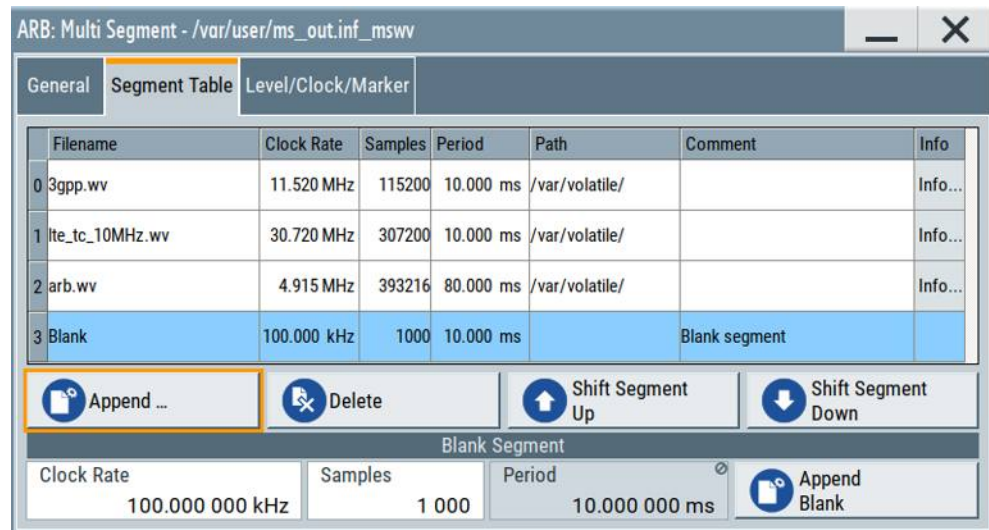 ARB: Multi Segment - /var/user/ms_out.inf_mswv
General Segment Table Level/Clock/Marker
Filename Clock Rate Samples Period Path Comment Info
0 3gpp.wv 11.520 MHz 115200 10.000 ms /var/volatile/ Info...
1 lte_tc_10MHz.wv 30.720 MHz 307200 10.000 ms /var/volatile/ Info...
2 arb.wv 4.915 MHz 393216 80.000 ms /var/volatile/ Info...
3 Blank 100.000 kHz 1000 10.000 ms Blank segment
Append ... Delete Shift Segment Up Shift Segment Down
Blank Segment
Clock Rate Samples Period
100.000 000 kHz 1 000 10.000 000 ms Append Blank